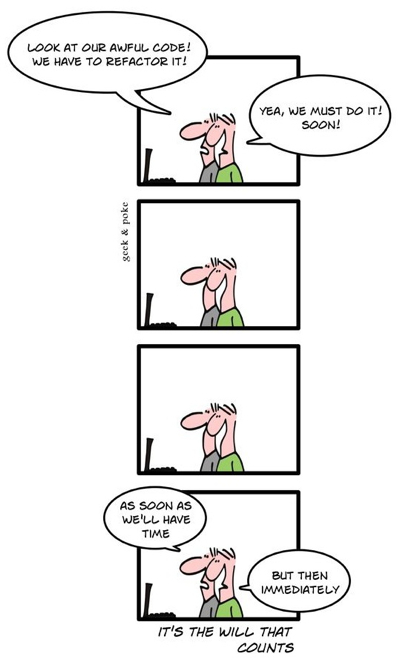 LOOK AT OUR AWFUL CODE!
WE HAVE TO REFACTOR IT!
YEA, WE MUST DO IT!
SOON!
geek & poke
AS SOON AS
WE'LL HAVE
TIME
BUT THEN
IMMEDIATELY
IT'S THE WILL THAT
COUNTS